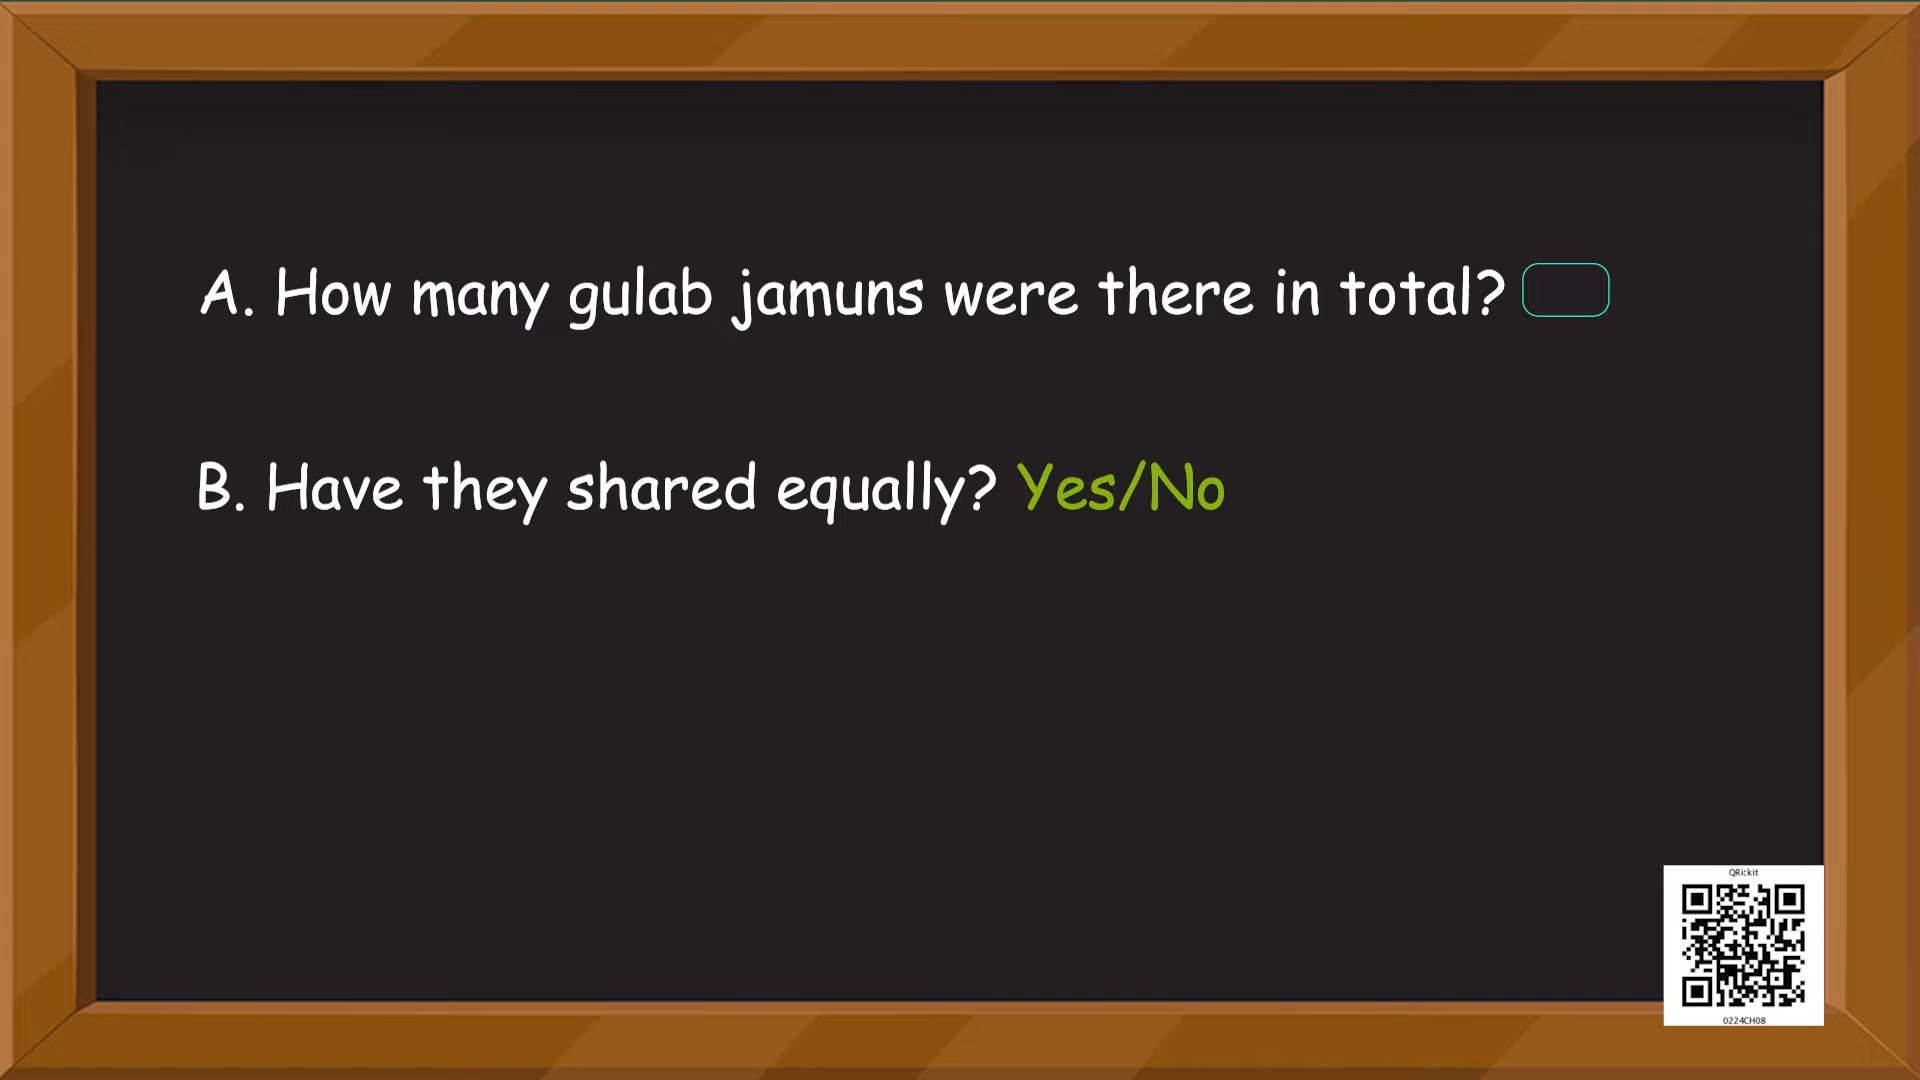 A. How many gulab jamuns were there in total?
B. Have they shared equally? Yes/No
QRickit
0224CH08